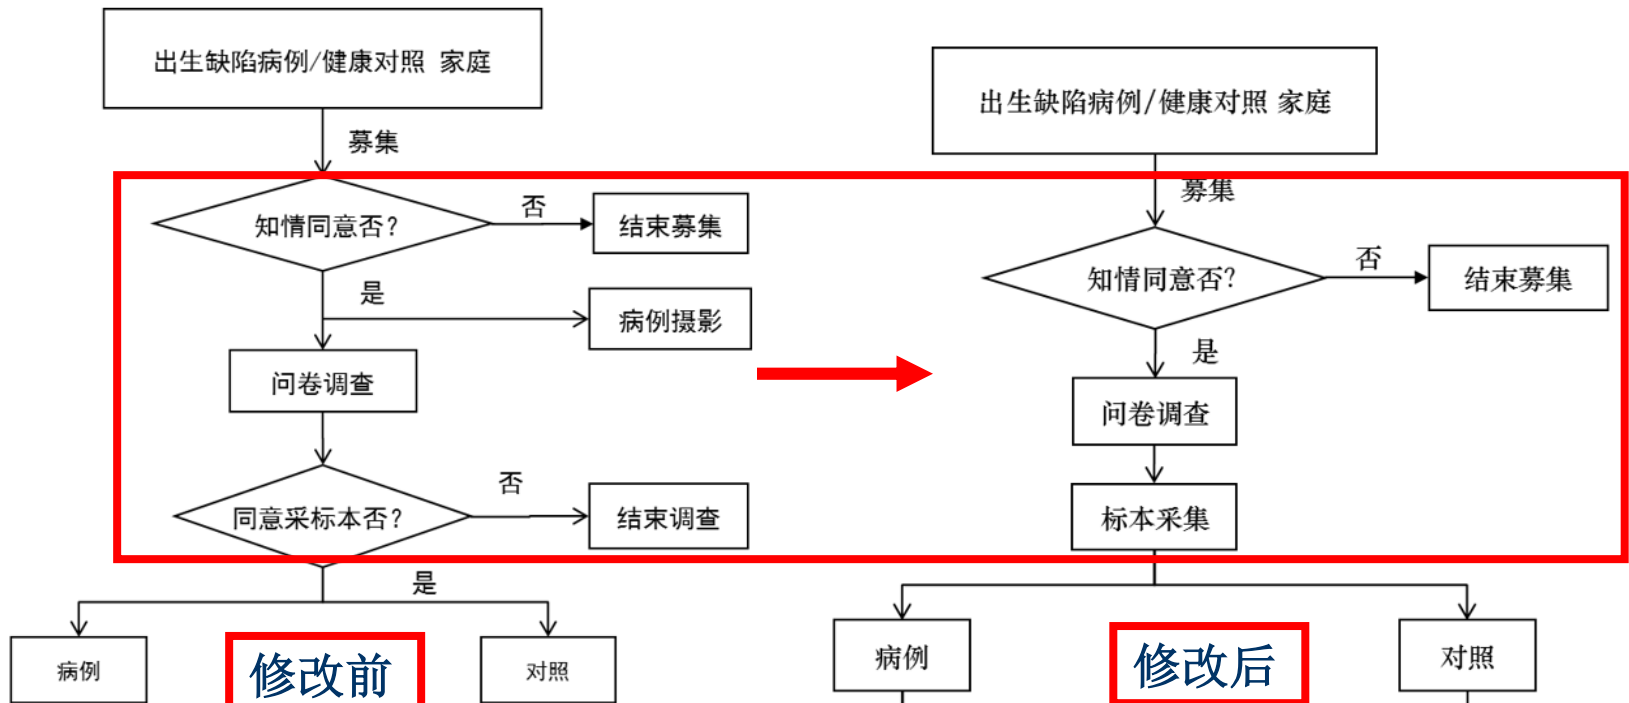 出生缺陷病例/健康对照 家庭
募集
知情同意否?
否
结束募集
是
病例摄影
问卷调查
同意采标本否?
否
结束调查
是
病例
修改前
对照
出生缺陷病例/健康对照 家庭
募集
知情同意否?
否
结束募集
是
问卷调查
标本采集
病例
修改后
对照